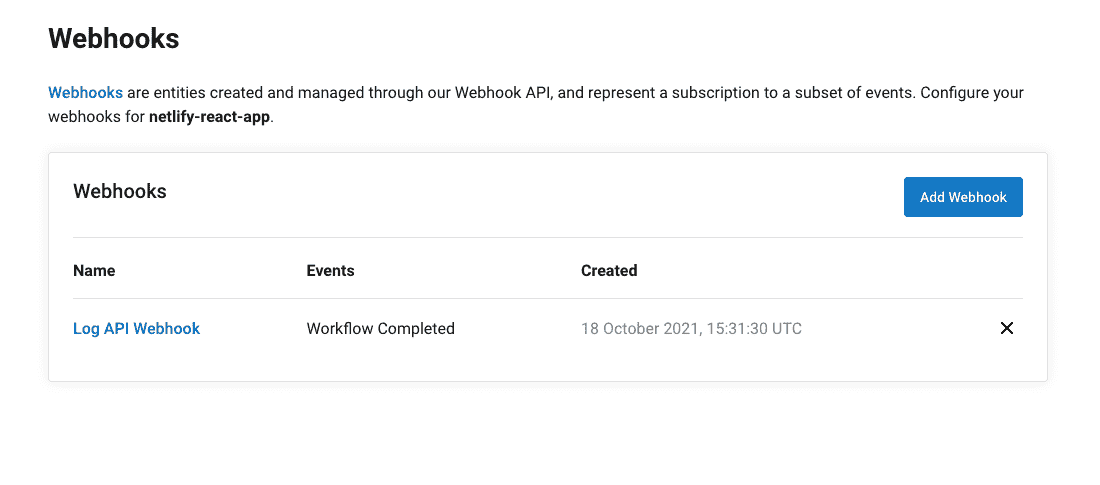 Webhooks
Webhooks are entities created and managed through our Webhook API, and represent a subscription to a subset of events. Configure your
webhooks for netlify-react-app.
Webhooks
Add Webhook
Name Events Created
Log API Webhook Workflow Completed 18 October 2021, 15:31:30 UTC